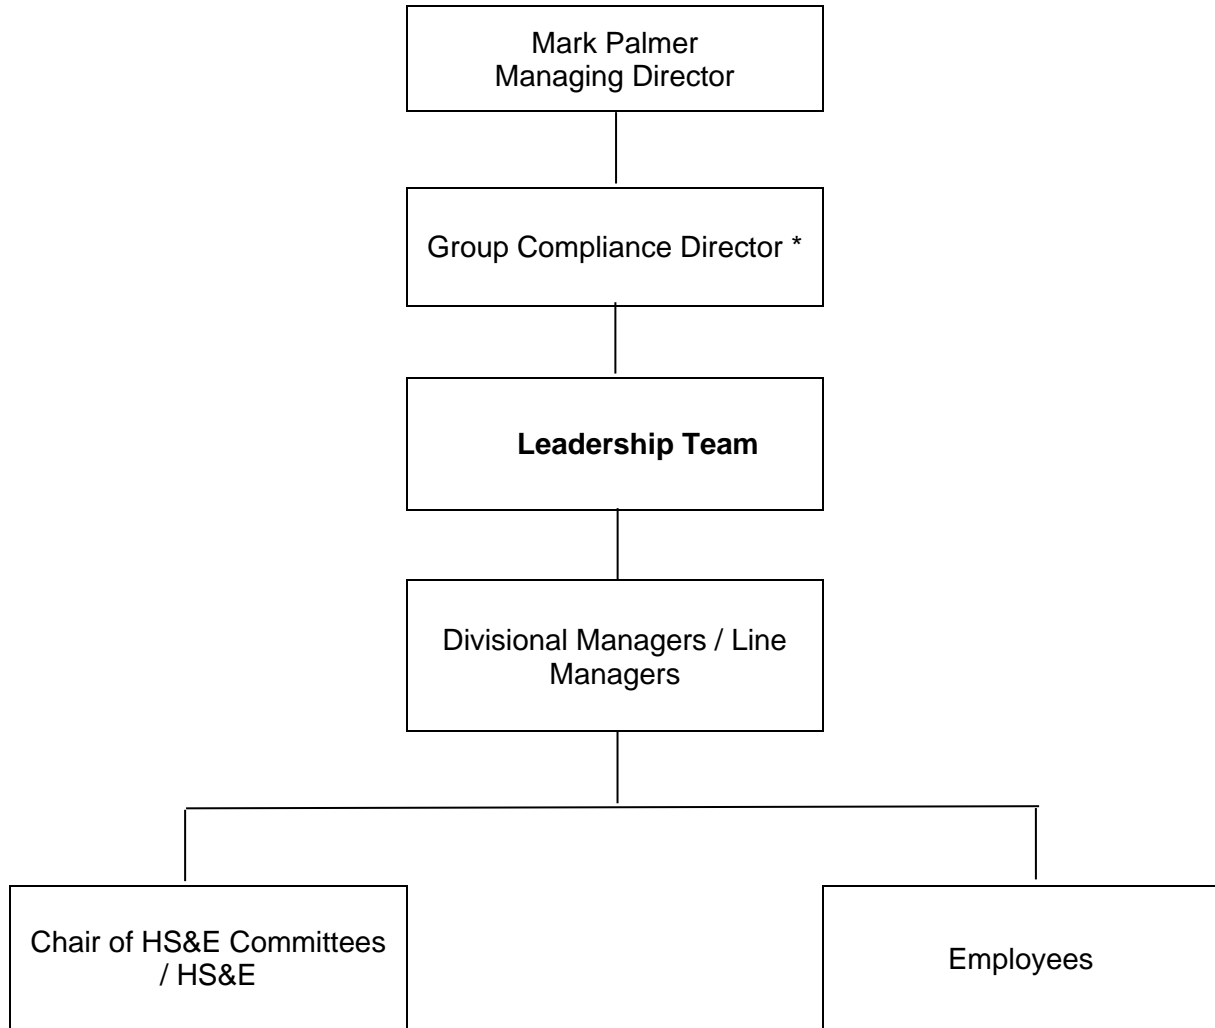 Mark Palmer
Managing Director
Group Compliance Director *
Leadership Team
Divisional Managers / Line
Managers
Chair of HS&E Committees
/ HS&E
Employees